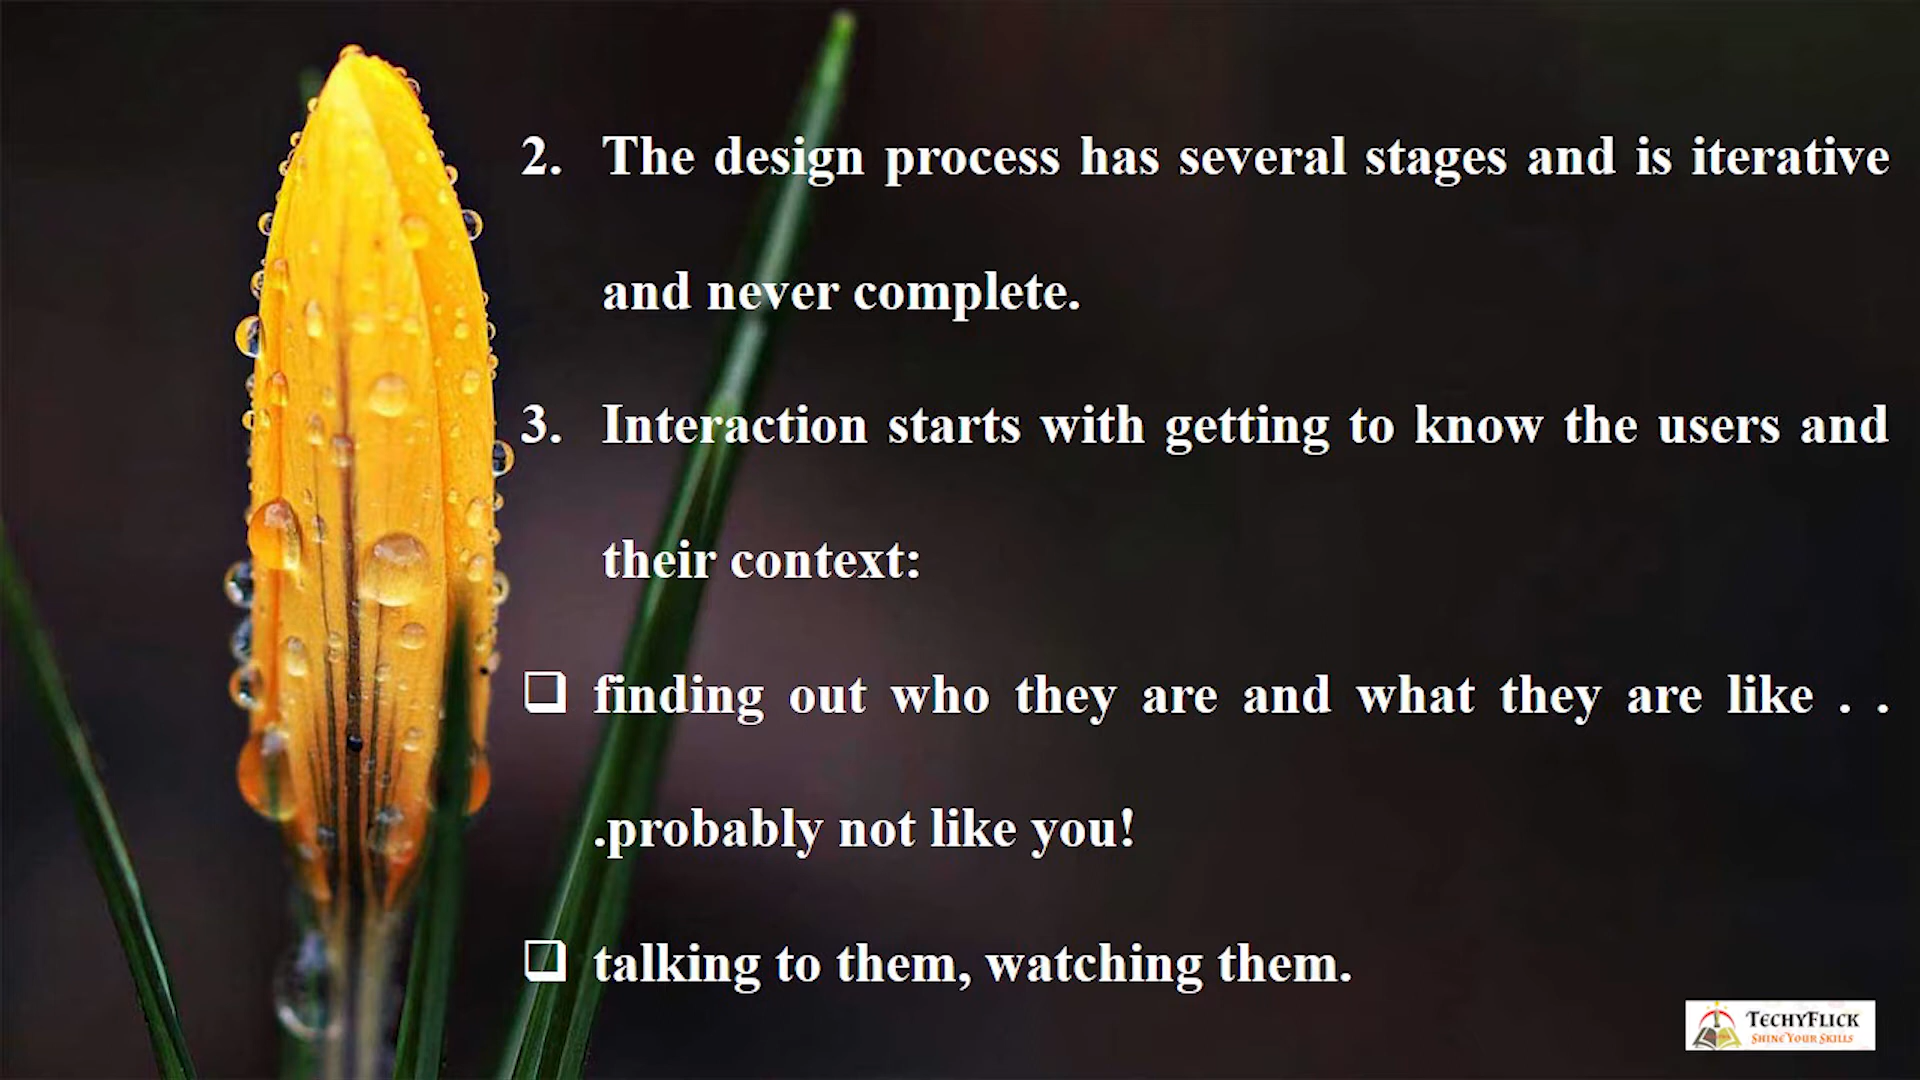 2. The design process has several stages and is iterative
and never complete.
3. Interaction starts with getting to know the users and
their context:
❑ finding out who they are and what they are like . .
.probably not like you!
❑ talking to them, watching them.
TECHYFLICK
SHINE YOUR SKILLS